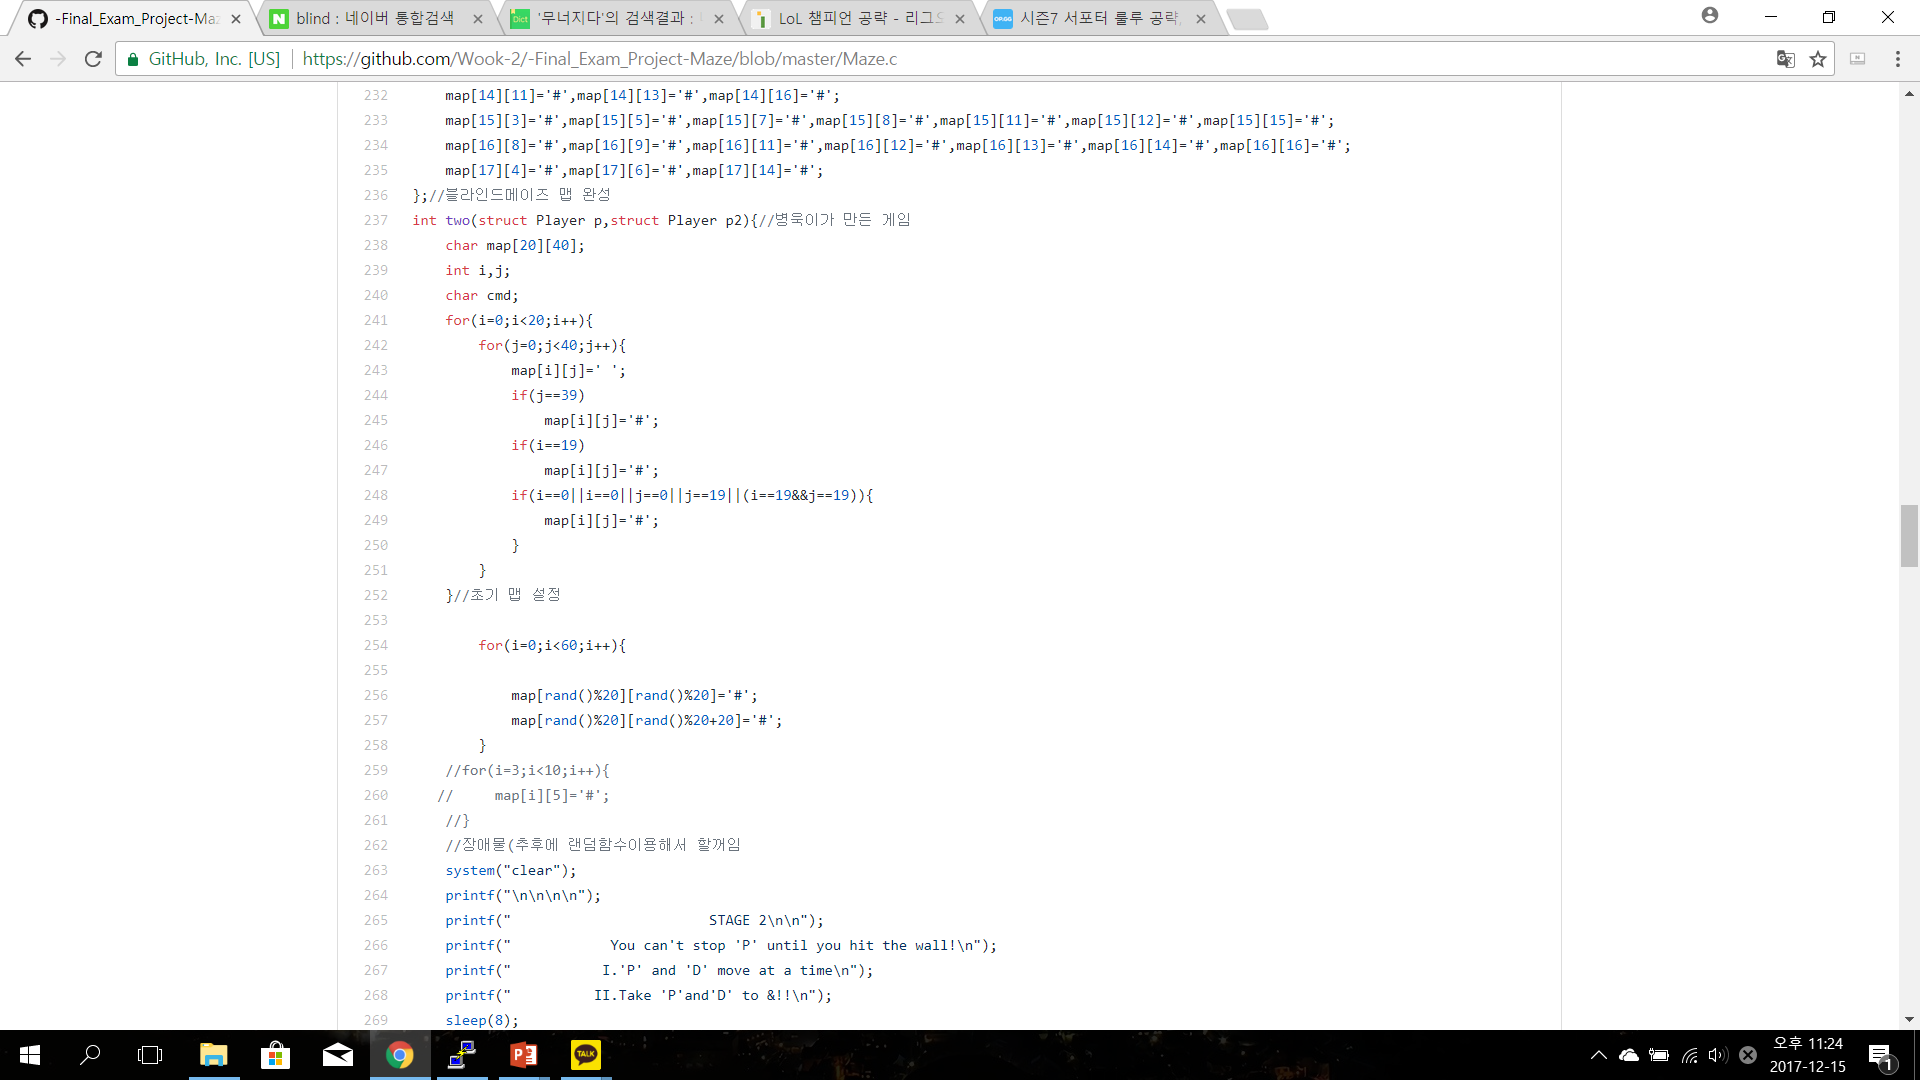 -Final_Exam_Project-Maz
blind : 네이버 통합검색
'무너지다'의 검색결과 :
LoL 챔피언 공략 - 리그오
시즌7 서포터 룰루 공략,
GitHub, Inc. [US]
https://github.com/Wook-2/-Final_Exam_Project-Maze/blob/master/Maze.c
232 map[14][11]='#',map[14][13]='#',map[14][16]='#';
233 map[15][3]='#',map[15][5]='#',map[15][7]='#',map[15][8]='#',map[15][11]='#',map[15][12]='#',map[15][15]='#';
234 map[16][8]='#',map[16][9]='#',map[16][11]='#',map[16][12]='#',map[16][13]='#',map[16][14]='#',map[16][16]='#';
235 map[17][4]='#',map[17][6]='#',map[17][14]='#';
236 };//블라인드메이즈 맵 완성
237 int two(struct Player p,struct Player p2){//병욱이가 만든 게임
238 char map[20][40];
239 int i,j;
240 char cmd;
241 for(i=0;i<20;i++){
242 for(j=0;j<40;j++){
243 map[i][j]=' ';
244 if(j==39)
245 map[i][j]='#';
246 if(i==19)
247 map[i][j]='#';
248 if(i==0||i==0||j==0||j==19||(i==19&&j==19)){
249 map[i][j]='#';
250 }
251 }
252 }//초기 맵 설정
253
254 for(i=0;i<60;i++){
255
256 map[rand()%20][rand()%20]='#';
257 map[rand()%20][rand()%20+20]='#';
258 }
259 //for(i=3;i<10;i++){
260 // map[i][5]='#';
261 //}
262 //장애물(추후에 랜덤함수이용해서 할꺼임
263 system("clear");
264 printf("\n\n\n\n");
265 printf(" STAGE 2\n\n");
266 printf(" You can't stop 'P' until you hit the wall!\n");
267 printf(" I.'P' and 'D' move at a time\n");
268 printf(" II.Take 'P'and'D' to &!!\n");
269 sleep(8);
오후 11:24
2017-12-15
1